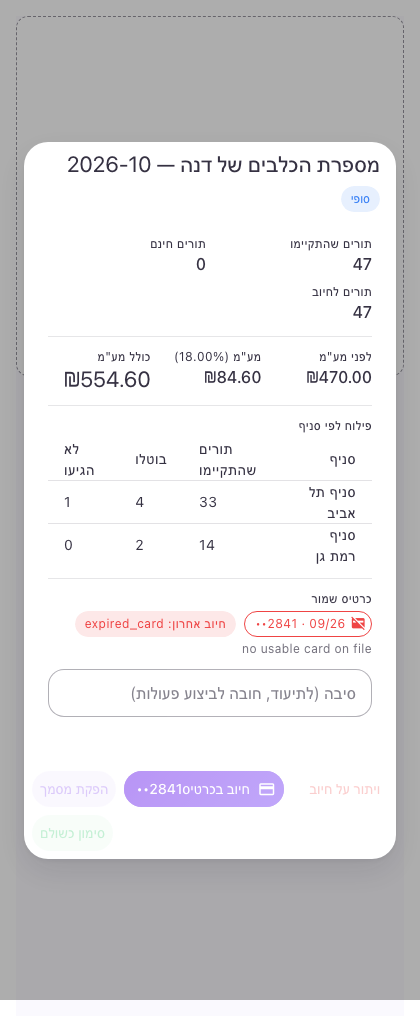 מספרת הכלבים של דנה — 2026-10
סופי
תורים שהתקיימו
47
תורים חינם
0
תורים לחיוב
47
לפני מע"מ
₪470.00
מע"מ (18.00%)
₪84.60
כולל מע"מ
₪554.60
פילוח לפי סניף
סניף
תורים שהתקיימו
בוטלו
לא הגיעו
סניף תל אביב
33
4
1
סניף רמת גן
14
2
0
כרטיס שמור
••2841 · 09/26
חיוב אחרון: expired_card
no usable card on file
סיבה (לתיעוד, חובה לביצוע פעולות)
ויתור על חיוב
חיוב בכרטיס ••2841
הפקת מסמך
סימון כשולם